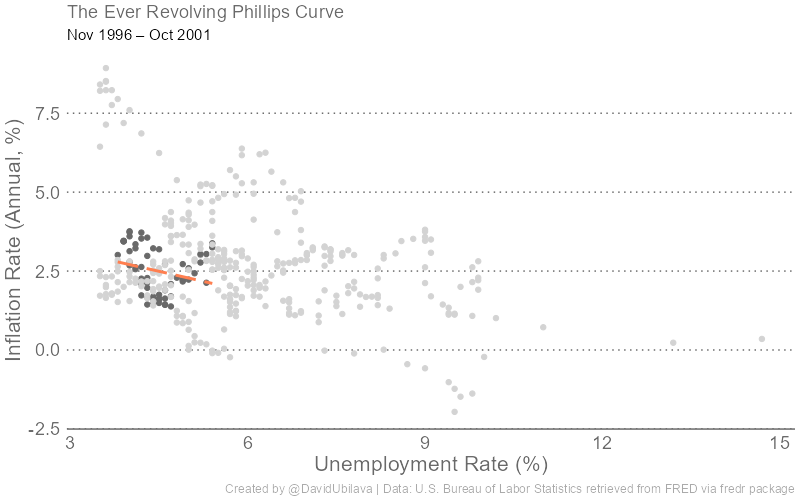 The Ever Revolving Phillips Curve
Nov 1996 – Oct 2001
Inflation Rate (Annual, %)
7.5
5.0
2.5
0.0
-2.5
3 6 9 12 15
Unemployment Rate (%)
Created by @DavidUbilava | Data: U.S. Bureau of Labor Statistics retrieved from FRED via fredr package